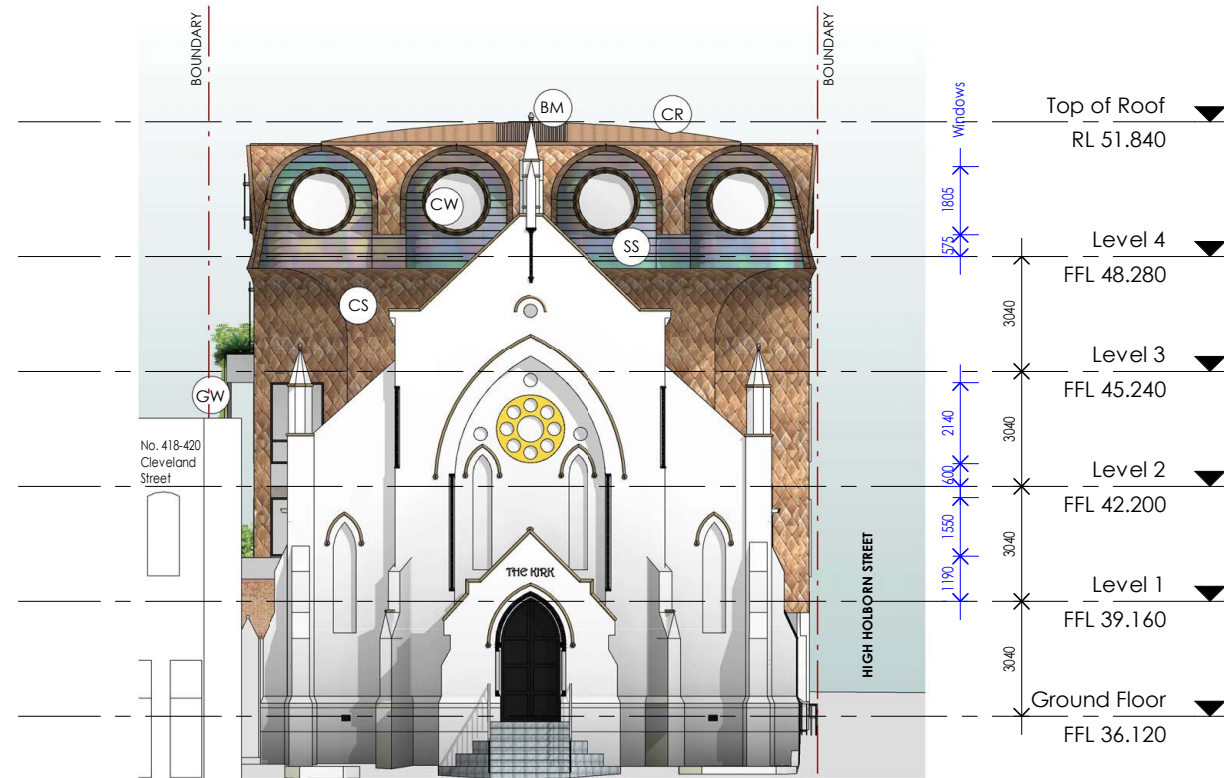 BOUNDARY
BOUNDARY
Windows
BM
CR
Top of Roof
RL 51.840
1805
CW
SS
575
Level 4
FFL 48.280
CS
3040
Level 3
FFL 45.240
GW
2140
3040
No. 418-420
Cleveland
Street
600
Level 2
FFL 42.200
1550
3040
HIGH HOLBORN STREET
THE KIRK
1190
Level 1
FFL 39.160
3040
Ground Floor
FFL 36.120